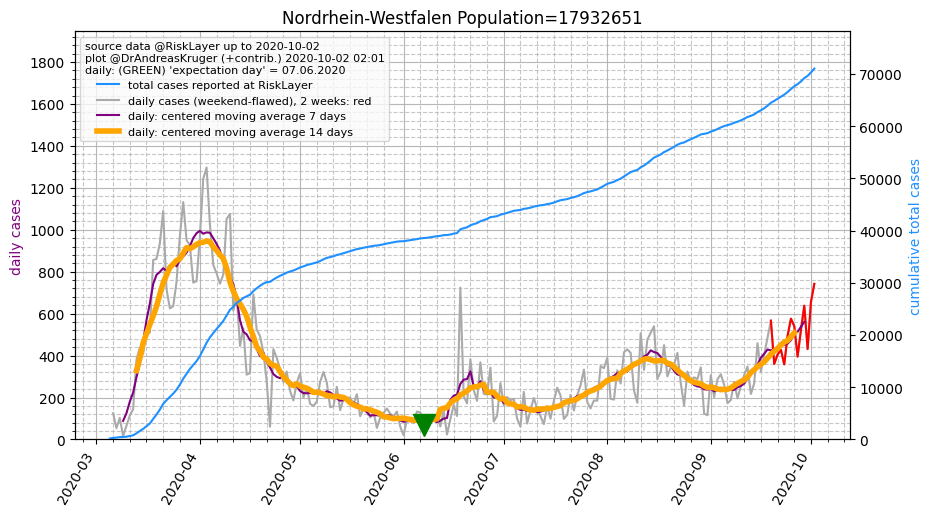 Nordrhein-Westfalen Population=17932651
source data @RiskLayer up to 2020-10-02
plot @DrAndreasKruger (+contrib.) 2020-10-02 02:01
daily: (GREEN) 'expectation day' = 07.06.2020
total cases reported at RiskLayer
daily cases (weekend-flawed), 2 weeks: red
daily: centered moving average 7 days
daily: centered moving average 14 days
daily cases
1800
1600
1400
1200
1000
800
600
400
200
0
70000
60000
50000
40000
30000
20000
10000
0
cumulative total cases
2020-03
2020-04
2020-05
2020-06
2020-07
2020-08
2020-09
2020-10